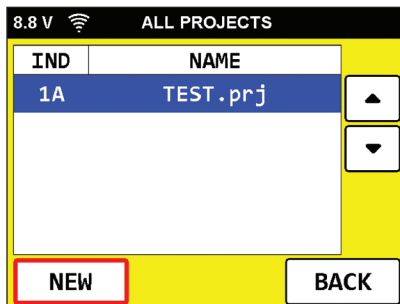 8.8 V ALL PROJECTS
IND NAME
1A TEST.prj
NEW BACK